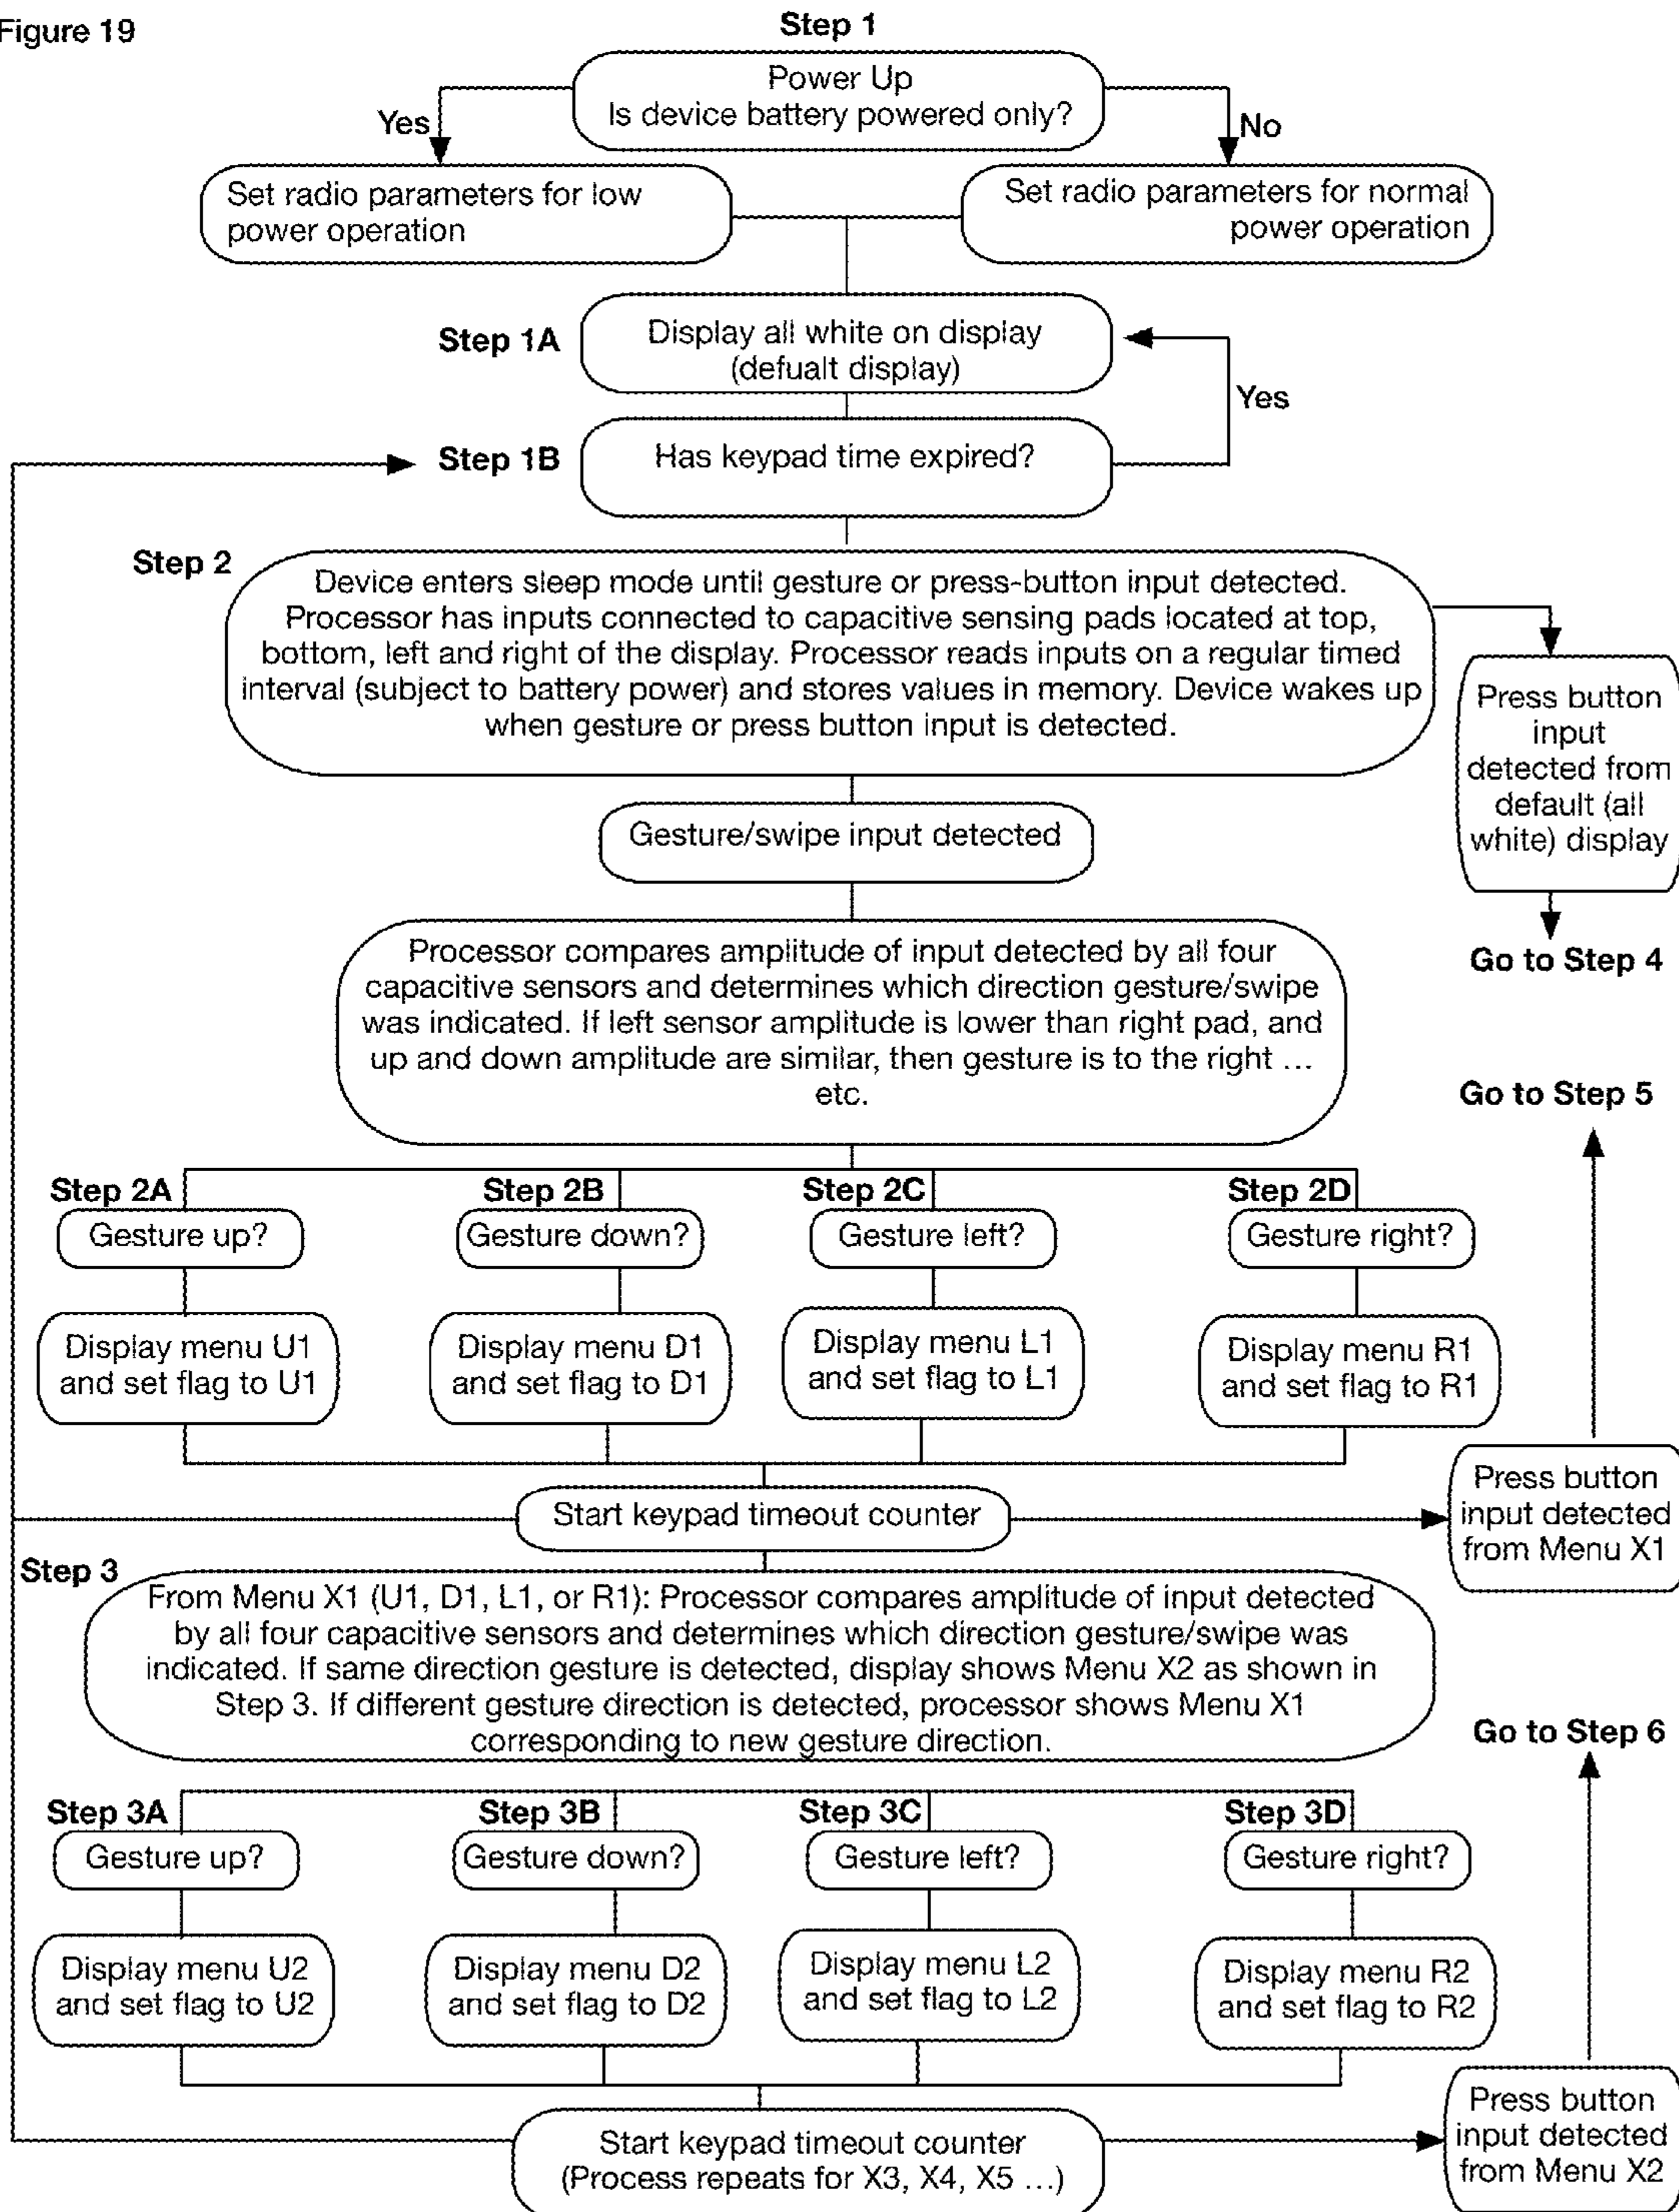 Figure 19
Step 1
Power Up
Is device battery powered only?
Yes
No
Set radio parameters for low
power operation
Set radio parameters for normal
power operation
Step 1A
Display all white on display
(defualt display)
Yes
Step 1B
Has keypad time expired?
Step 2
Device enters sleep mode until gesture or press-button input detected.
Processor has inputs connected to capacitive sensing pads located at top,
bottom, left and right of the display. Processor reads inputs on a regular timed
interval (subject to battery power) and stores values in memory. Device wakes up
when gesture or press button input is detected.
Press button
input
detected from
default (all
white) display
Go to Step 4
Gesture/swipe input detected
Processor compares amplitude of input detected by all four
capacitive sensors and determines which direction gesture/swipe
was indicated. If left sensor amplitude is lower than right pad, and
up and down amplitude are similar, then gesture is to the right ...
etc.
Go to Step 5
Step 2A
Step 2B
Step 2C
Step 2D
Gesture up?
Gesture down?
Gesture left?
Gesture right?
Display menu U1
and set flag to U1
Display menu D1
and set flag to D1
Display menu L1
and set flag to L1
Display menu R1
and set flag to R1
Start keypad timeout counter
Press button
input detected
from Menu X1
Step 3
From Menu X1 (U1, D1, L1, or R1): Processor compares amplitude of input detected
by all four capacitive sensors and determines which direction gesture/swipe was
indicated. If same direction gesture is detected, display shows Menu X2 as shown in
Step 3. If different gesture direction is detected, processor shows Menu X1
corresponding to new gesture direction.
Go to Step 6
Step 3A
Step 3B
Step 3C
Step 3D
Gesture up?
Gesture down?
Gesture left?
Gesture right?
Display menu U2
and set flag to U2
Display menu D2
and set flag to D2
Display menu L2
and set flag to L2
Display menu R2
and set flag to R2
Start keypad timeout counter
(Process repeats for X3, X4, X5 ...)
Press button
input detected
from Menu X2